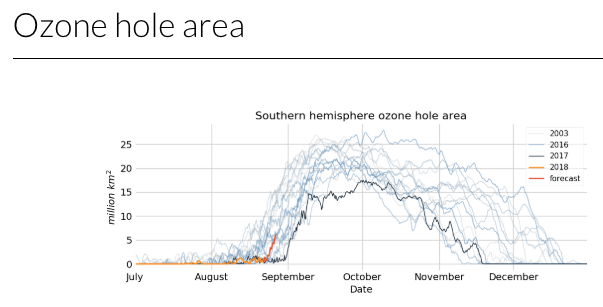 Ozone hole area
Southern hemisphere ozone hole area
million km²
25
20
15
10
5
0
2003
2016
2017
2018
forecast
July August September October November December
Date